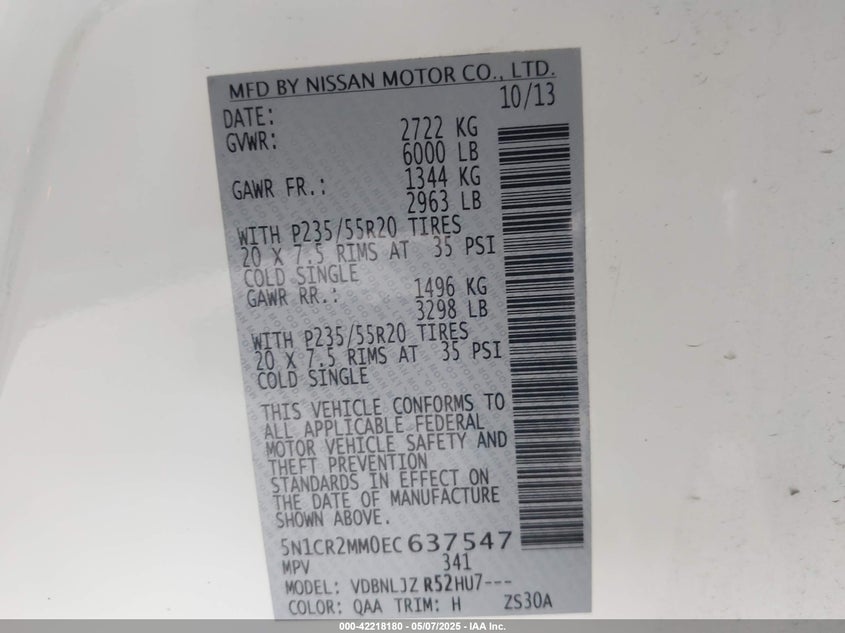 MFD BY NISSAN MOTOR CO., LTD.
DATE: 10/13
GVWR: 2722 KG
6000 LB
GAWR FR.: 1344 KG
2963 LB
WITH P235/55R20 TIRES
20 X 7.5 RIMS AT 35 PSI
COLD SINGLE
GAWR RR.: 1496 KG
3298 LB
WITH P235/55R20 TIRES
20 X 7.5 RIMS AT 35 PSI
COLD SINGLE
THIS VEHICLE CONFORMS TO
ALL APPLICABLE FEDERAL
MOTOR VEHICLE SAFETY AND
THEFT PREVENTION
STANDARDS IN EFFECT ON
THE DATE OF MANUFACTURE
SHOWN ABOVE.
5N1CR2MM0EC637547
MPV 341
MODEL: VDBNLJZ R52HU7---
COLOR: QAA TRIM: H ZS30A
000-42218180 - 05/07/2025 - IAA Inc.